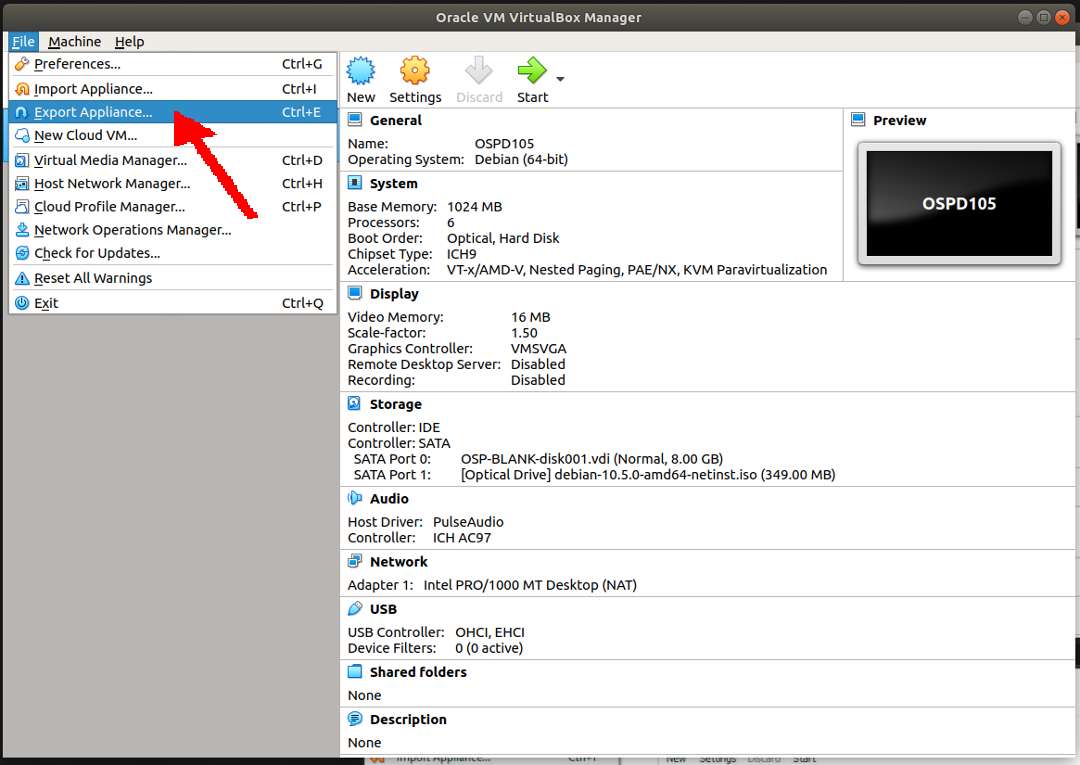 Oracle VM VirtualBox Manager
File Machine Help
Preferences... Ctrl+G
Import Appliance... Ctrl+I
Export Appliance... Ctrl+E
New Cloud VM...
Virtual Media Manager... Ctrl+D
Host Network Manager... Ctrl+H
Cloud Profile Manager... Ctrl+P
Network Operations Manager...
Check for Updates...
Reset All Warnings
Exit Ctrl+Q
New Settings Discard Start
General
Name: OSPD105
Operating System: Debian (64-bit)
System
Base Memory: 1024 MB
Processors: 6
Boot Order: Optical, Hard Disk
Chipset Type: ICH9
Acceleration: VT-x/AMD-V, Nested Paging, PAE/NX, KVM Paravirtualization
Preview
OSPD105
Display
Video Memory: 16 MB
Scale-factor: 1.50
Graphics Controller: VMSVGA
Remote Desktop Server: Disabled
Recording: Disabled
Storage
Controller: IDE
Controller: SATA
SATA Port 0: OSP-BLANK-disk001.vdi (Normal, 8.00 GB)
SATA Port 1: [Optical Drive] debian-10.5.0-amd64-netinst.iso (349.00 MB)
Audio
Host Driver: PulseAudio
Controller: ICH AC97
Network
Adapter 1: Intel PRO/1000 MT Desktop (NAT)
USB
USB Controller: OHCI, EHCI
Device Filters: 0 (0 active)
Shared folders
None
Description
None
Import Appliance... Ctrl+I New Settings Discard Start